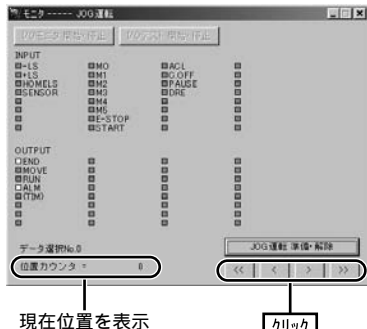 モニタ ----- JOG運転
I/Oモニタ 開始・停止 I/Oテスト 開始・停止
INPUT
-LS M0 ACL
+LS M1 C.OFF
HOMELS M2 PAUSE
SENSOR M3 DRE
M4
M5
E-STOP
START
OUTPUT
END
MOVE
RUN
ALM
(TIM)
データ選択No.0
JOG運転 準備・解除
位置カウンタ = 0
<< < > >>
現在位置を表示
クリック